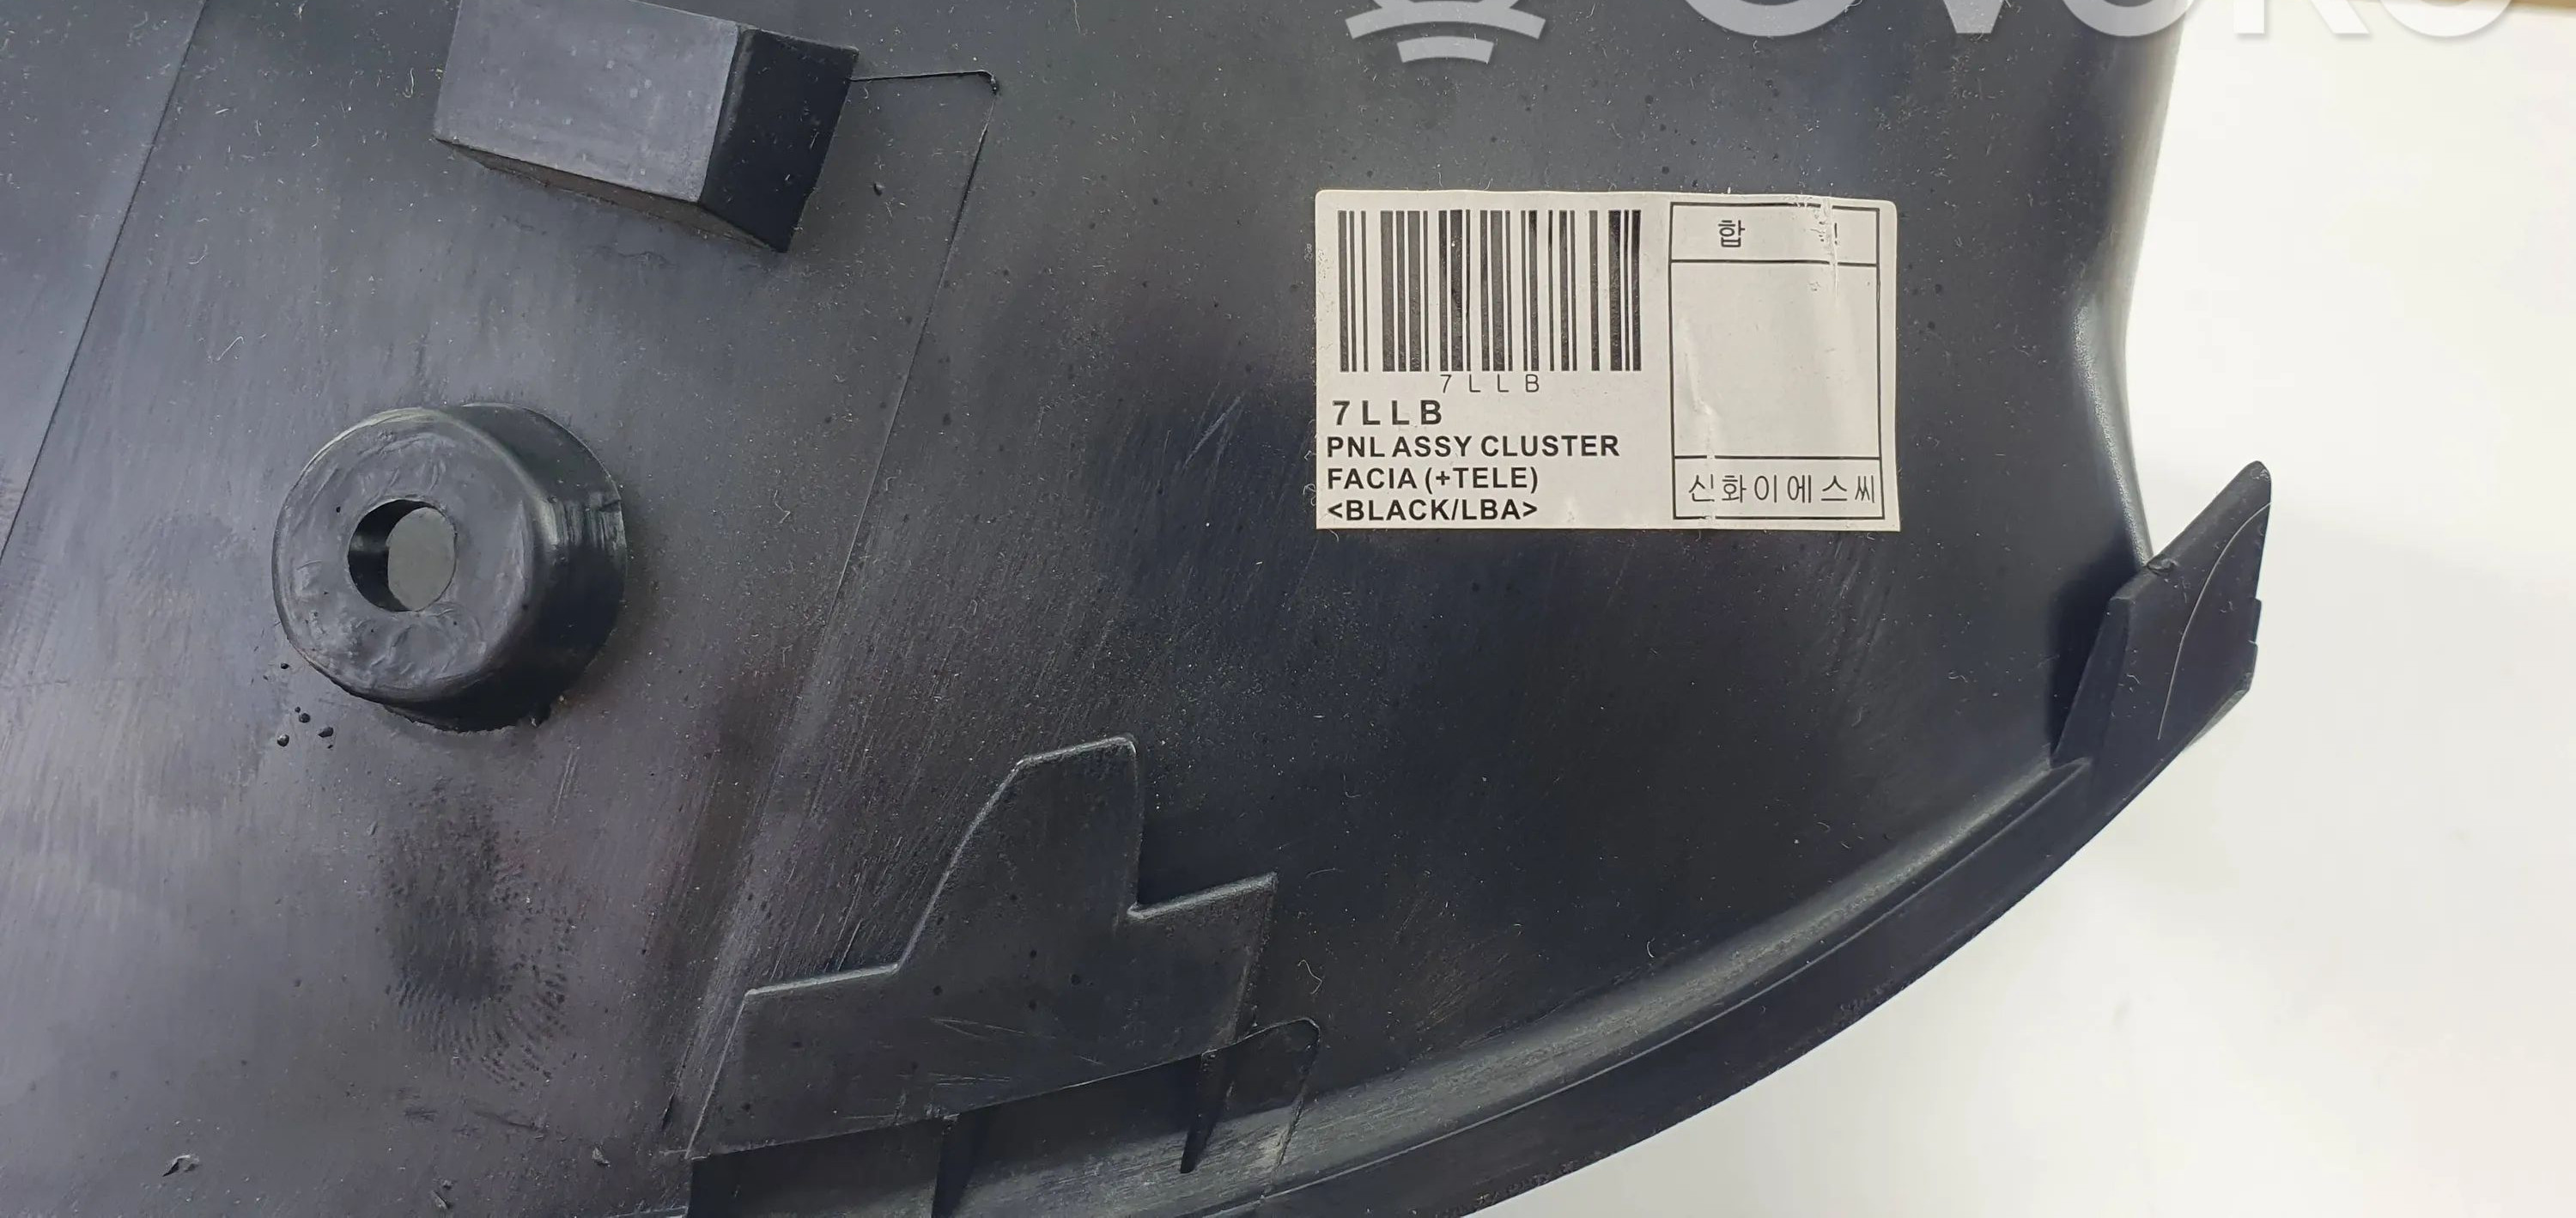 7LLB
7LLB
PNL ASSY CLUSTER
FACIA (+TELE)
<BLACK/LBA>
합
신화이에스씨